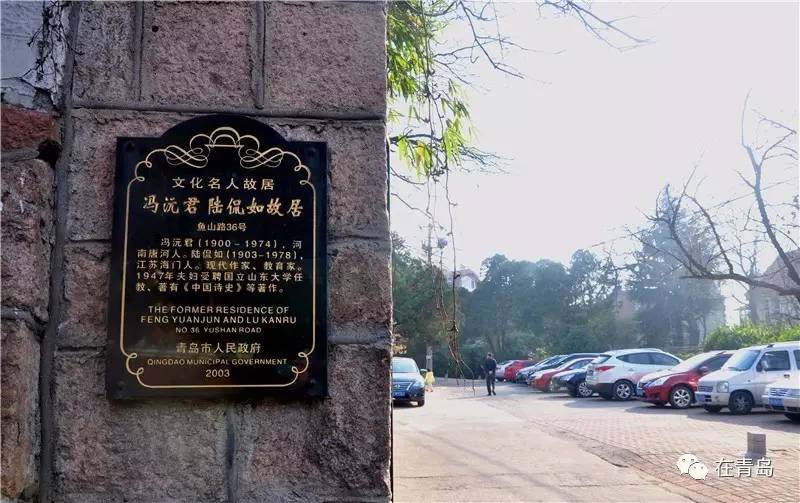 文化名人故居
冯沅君 陆侃如故居
鱼山路36号
冯沅君(1900-1974),河
南唐河人。陆侃如(1903-1978),
江苏海门人。现代作家、教育家。
1947年夫妇受聘国立山东大学任
教、著有《中国诗史》等著作。
THE FORMER RESIDENCE OF
FENG YUANJUN AND LU KANRU
NO.36 YUSHAN ROAD
青岛市人民政府
QINGDAO MUNICIPAL GOVERNMENT
2003
在青岛